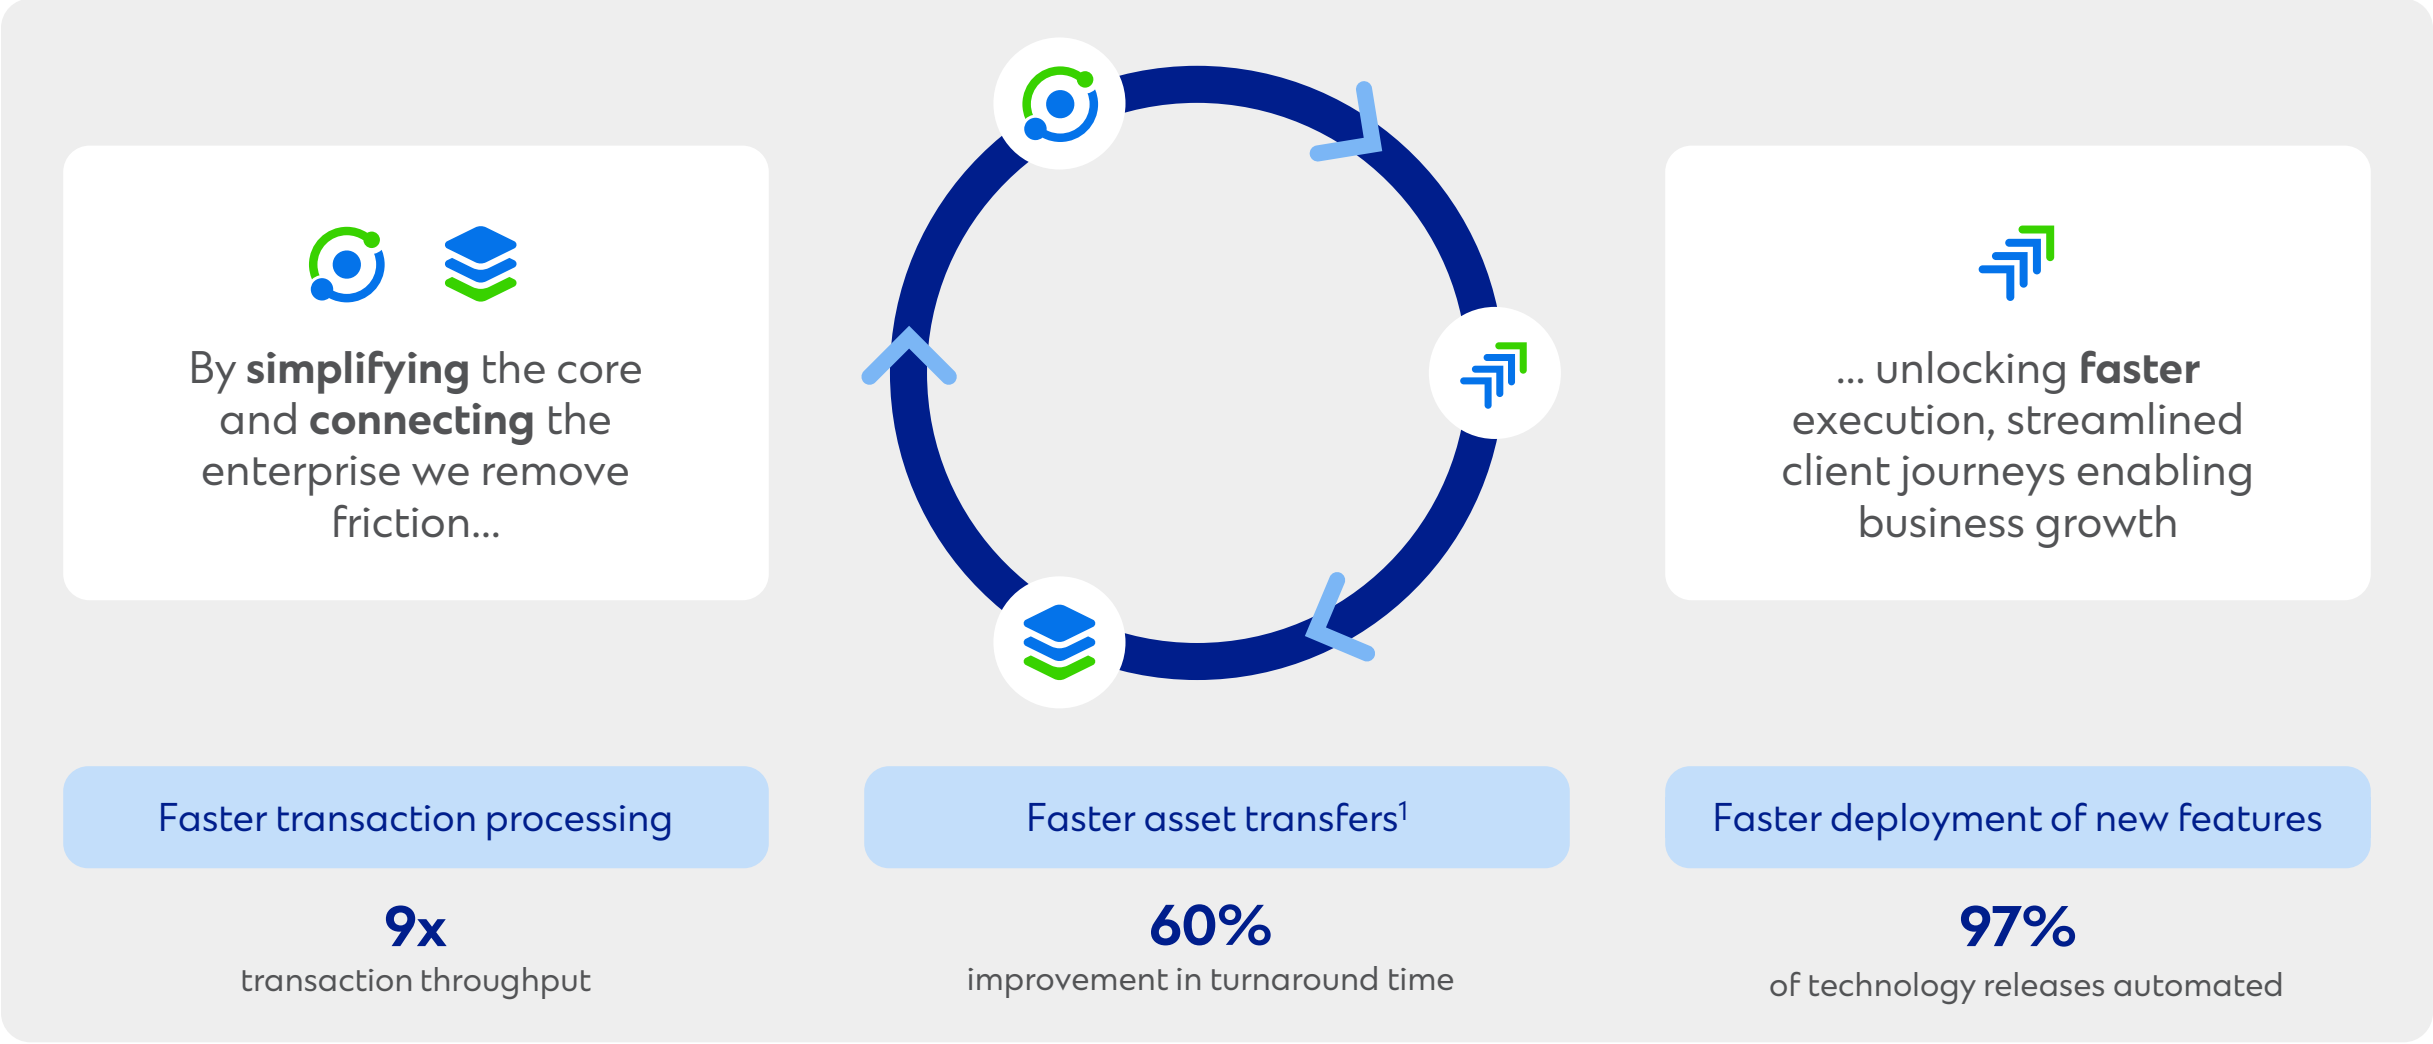 By simplifying the core
and connecting the
enterprise we remove
friction...
... unlocking faster
execution, streamlined
client journeys enabling
business growth
Faster transaction processing
9x
transaction throughput
Faster asset transfers¹
60%
improvement in turnaround time
Faster deployment of new features
97%
of technology releases automated